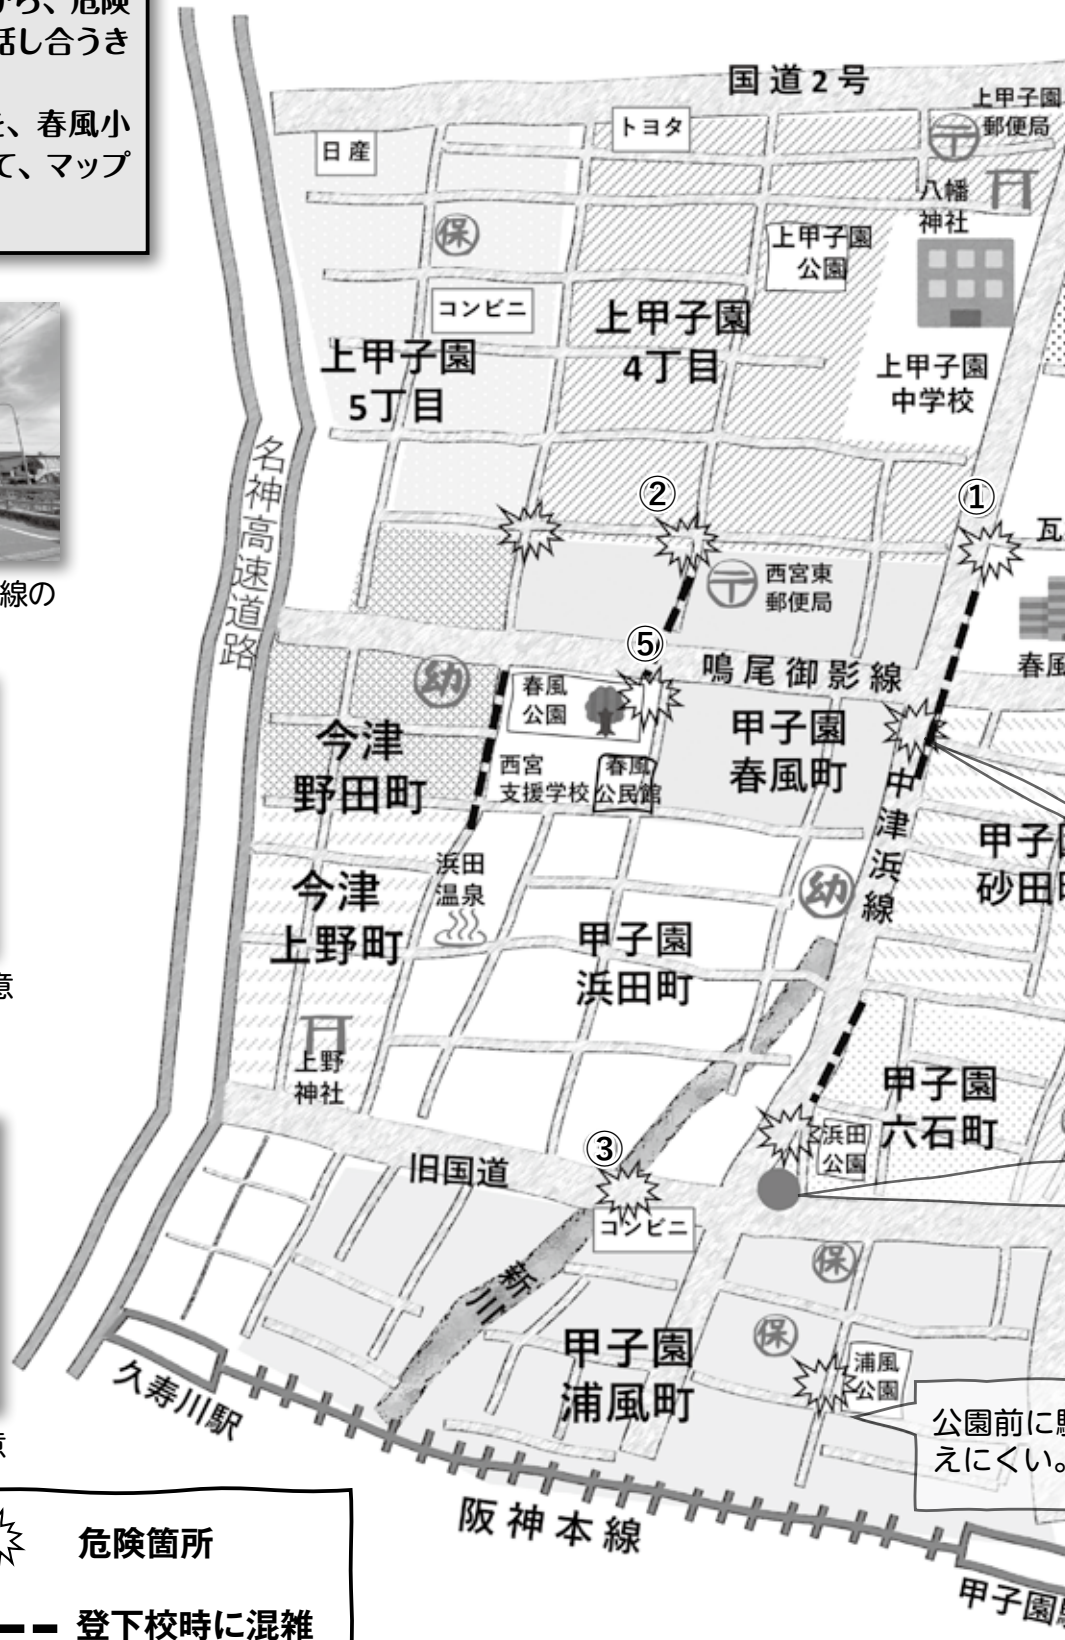 から、危険
話し合うき
、春風小
て、マップ
国道2号
上甲子園
郵便局
トヨタ
日産
八幡
神社
保
上甲子園
公園
コンビニ
上甲子園
4丁目
上甲子園
5丁目
上甲子園
中学校
名神高速道路
②
①
瓦
西宮東
郵便局
線の
⑤
鳴尾御影線
春風
幼
春風
公園
甲子園
春風町
今津
野田町
西宮
支援学校
春風
公民館
中津浜線
甲子園
砂田町
浜田
温泉
幼
今津
上野町
甲子園
浜田町
意
上野
神社
甲子園
六石町
浜田
公園
③
旧国道
コンビニ
保
新川
保
甲子園
浦風町
浦風
公園
久寿川駅
公園前に
えにくい。
阪神本線
甲子園駅
危険箇所
登下校時に混雑